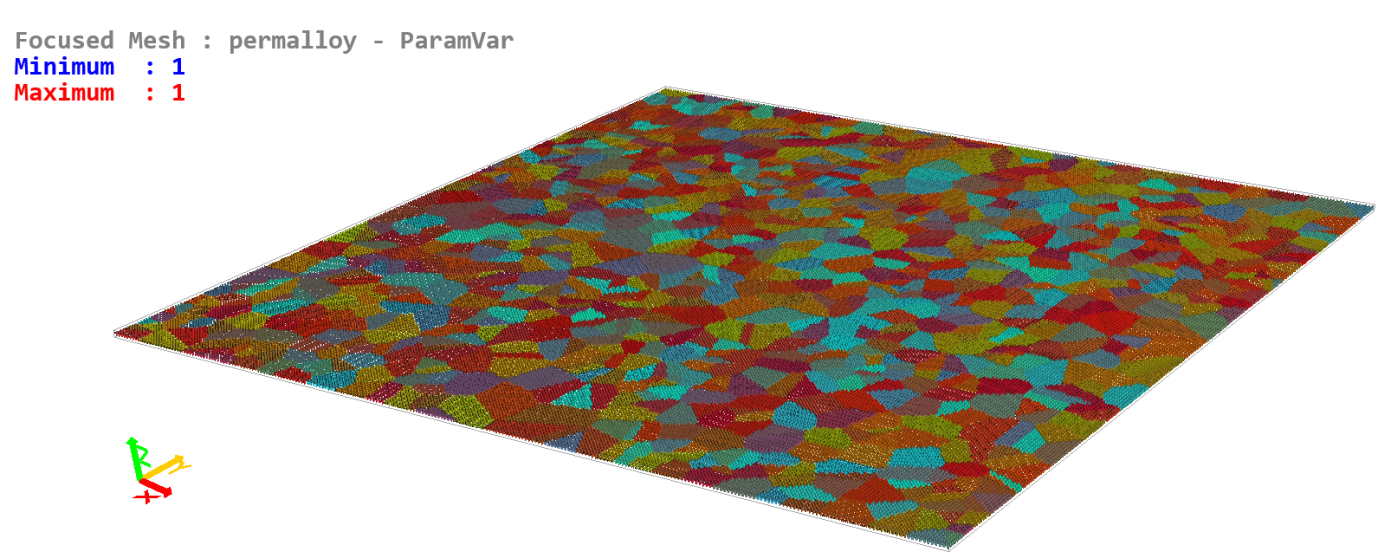 Focused Mesh : permalloy - ParamVar
Minimum : 1
Maximum : 1
X